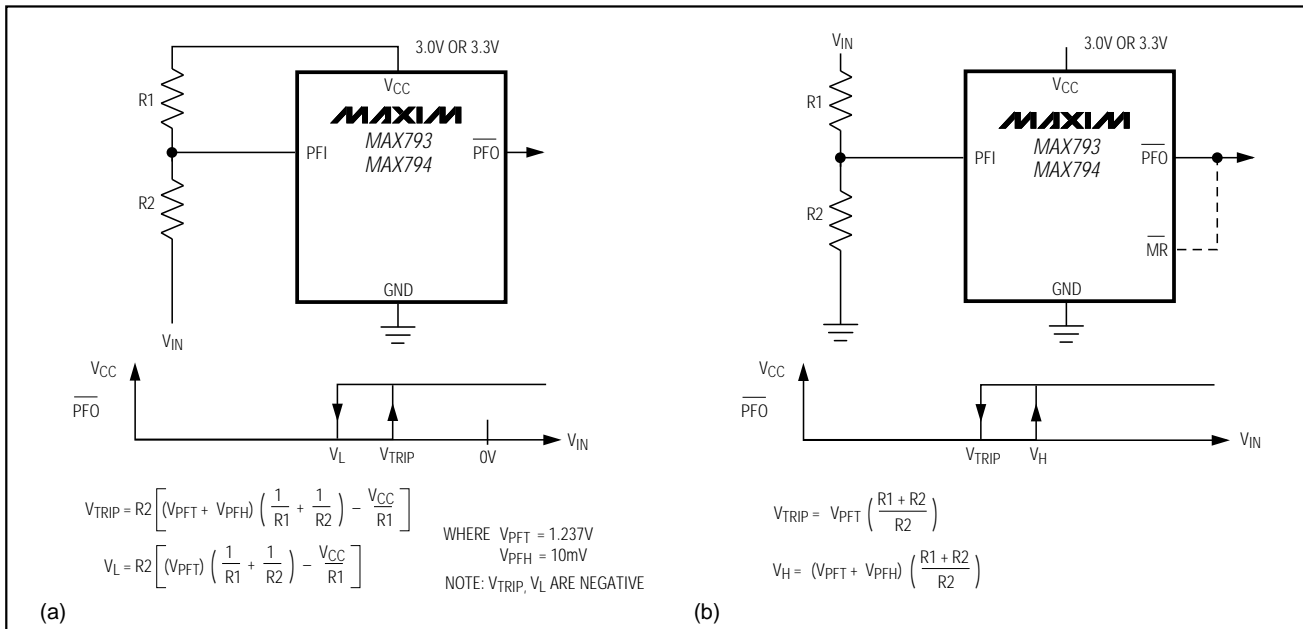 3.0V OR 3.3V
VCC
R1
MAXIM
MAX793
MAX794
PFI
PFO
R2
GND
VIN
VCC
PFO
VL
VTRIP
0V
VIN
VTRIP = R2 [(VPFT + VPFH) (1/R1 + 1/R2) – VCC/R1]
VL = R2 [(VPFT) (1/R1 + 1/R2) – VCC/R1]
WHERE VPFT = 1.237V
VPFH = 10mV
NOTE: VTRIP, VL ARE NEGATIVE
(a)
VIN
3.0V OR 3.3V
VCC
R1
MAXIM
MAX793
MAX794
PFI
PFO
R2
MR
GND
VCC
PFO
VTRIP
VH
VIN
VTRIP = VPFT (R1 + R2/R2)
VH = (VPFT + VPFH) (R1 + R2/R2)
(b)